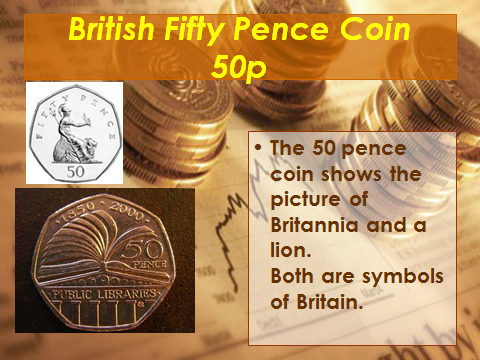 British Fifty Pence Coin
50p
FIFTY PENCE
50
1850 - 2000
50
PENCE
PUBLIC LIBRARIES
• The 50 pence
coin shows the
picture of
Britannia and a
lion.
Both are symbols
of Britain.